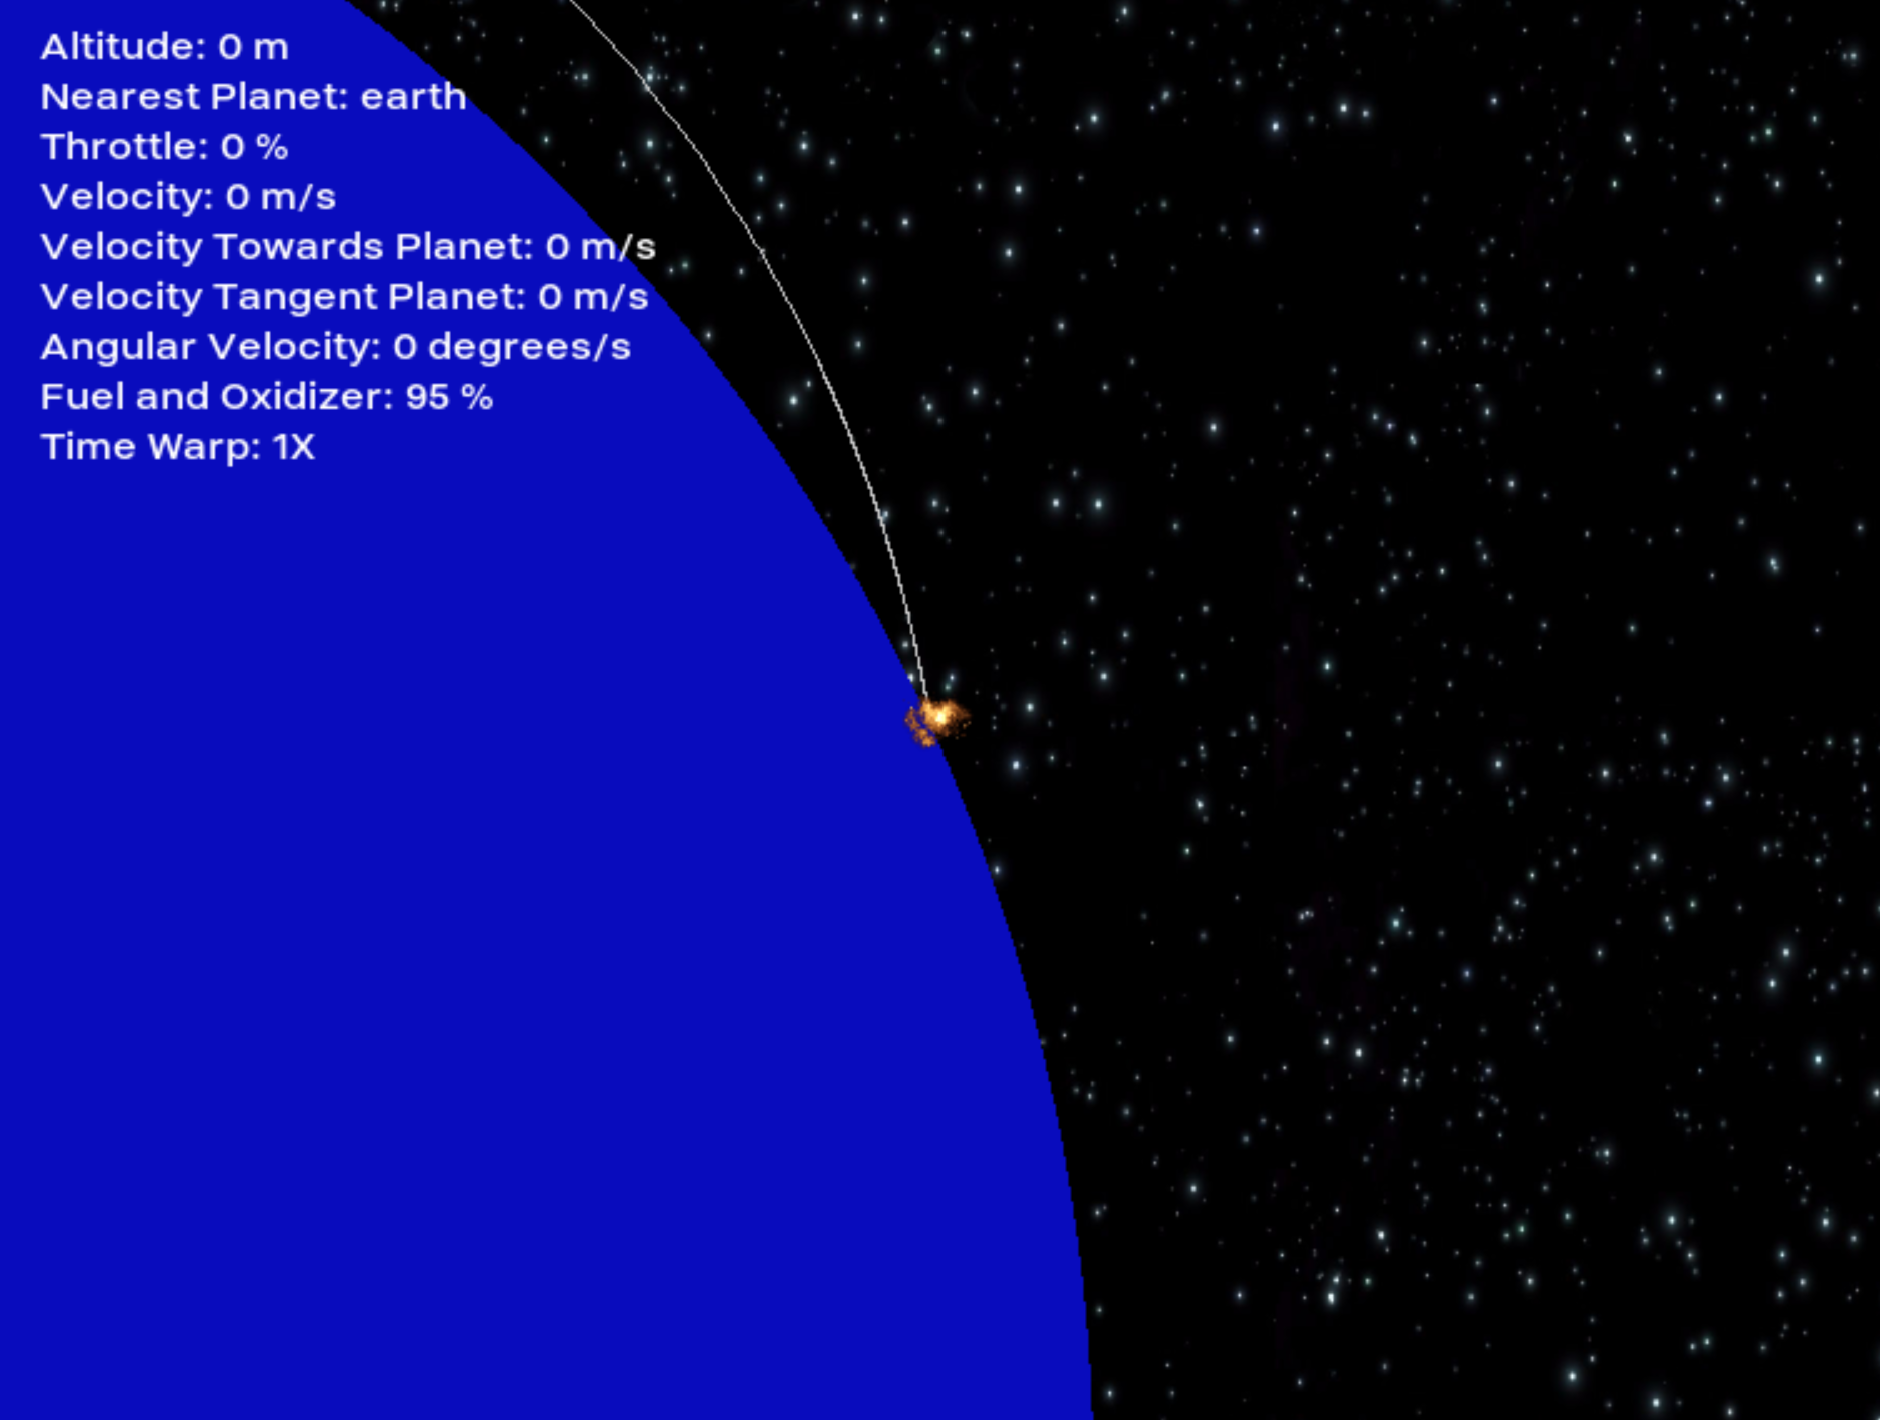 Altitude: 0 m
Nearest Planet: earth
Throttle: 0 %
Velocity: 0 m/s
Velocity Towards Planet: 0 m/s
Velocity Tangent Planet: 0 m/s
Angular Velocity: 0 degrees/s
Fuel and Oxidizer: 95 %
Time Warp: 1X